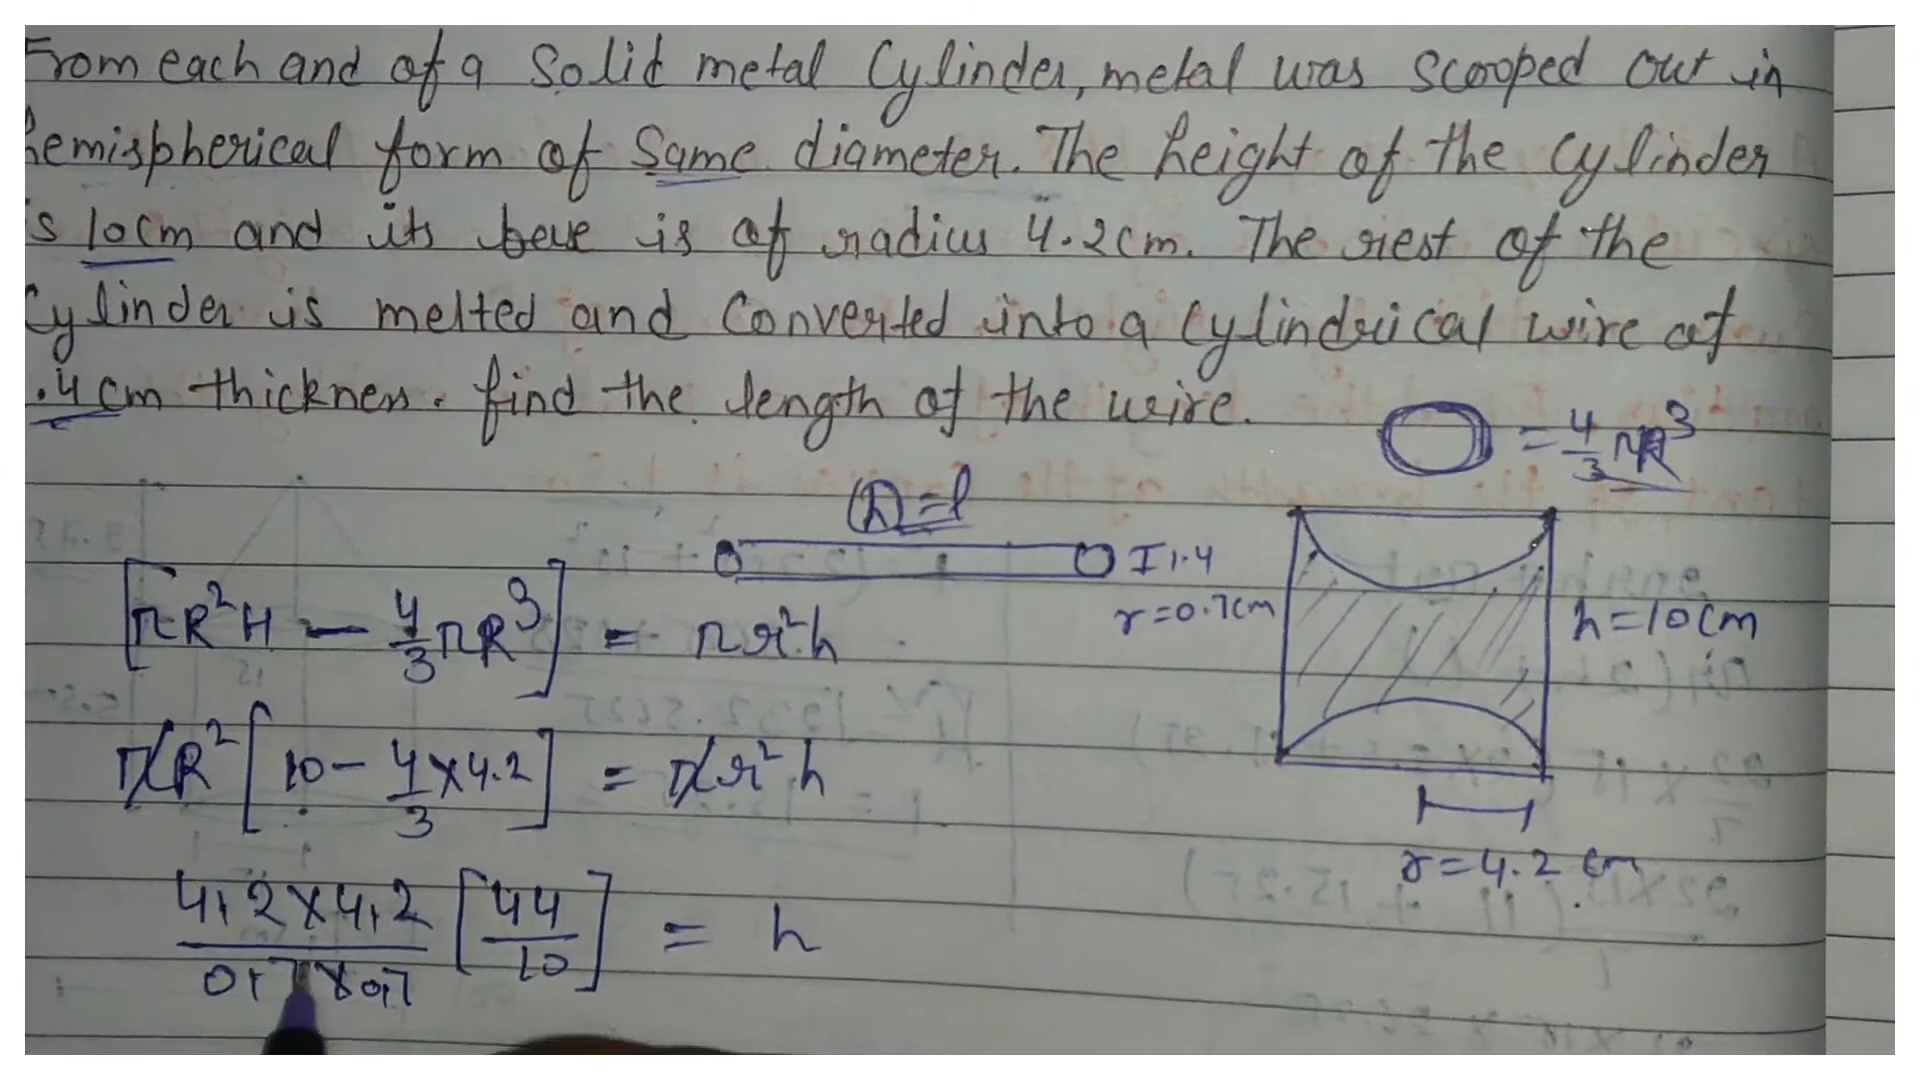 From each and of a Solid metal Cylinder, metal was scooped out in
hemispherical form of Same diameter. The height of the cylinder
is 10cm and its base is of radius 4.2cm. The rest of the
Cylinder is melted and Converted into a Cylindrical wire of
.4cm thickness. find the length of the wire.
= 4/3 πR³
(h) = l
I 1.4
r = 0.7cm
h = 10cm
[πR²H - 4/3 πR³] = πr²h
πR² [10 - 4/3 × 4.2] = πr²h
r = 4.2 cm
4.2 × 4.2 / 0.7 × 0.7 [44/10] = h